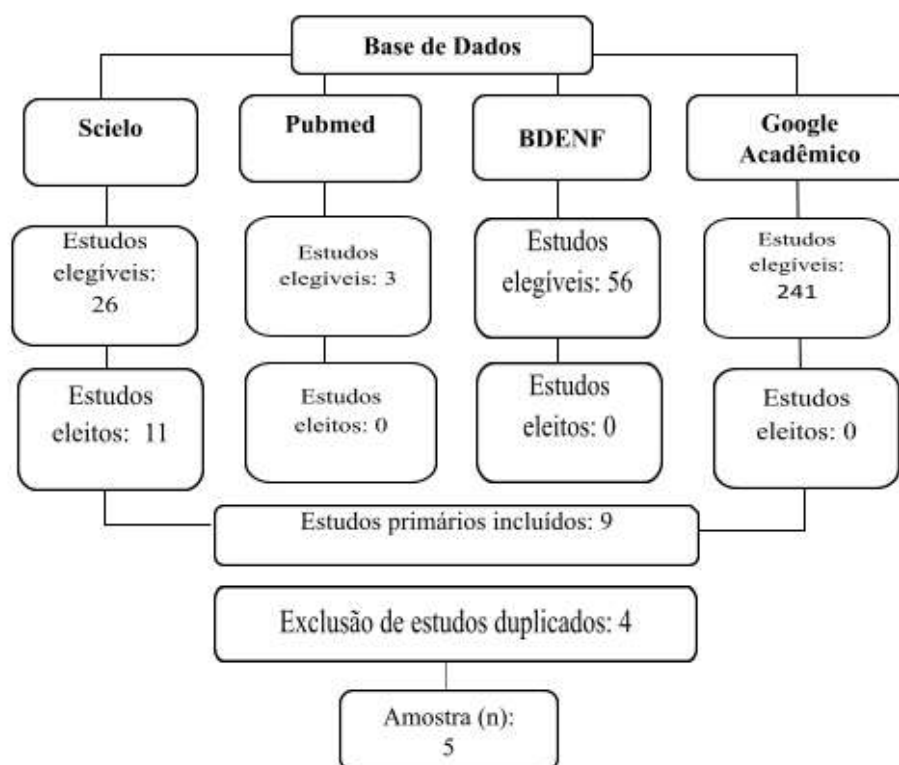 Base de Dados
Scielo
Pubmed
BDENF
Google
Acadêmico
Estudos
elegíveis:
26
Estudos
elegíveis: 3
Estudos
elegíveis: 56
Estudos
elegíveis:
241
Estudos
eleitos: 11
Estudos
eleitos: 0
Estudos
eleitos: 0
Estudos
eleitos: 0
Estudos primários incluídos: 9
Exclusão de estudos duplicados: 4
Amostra (n):
5